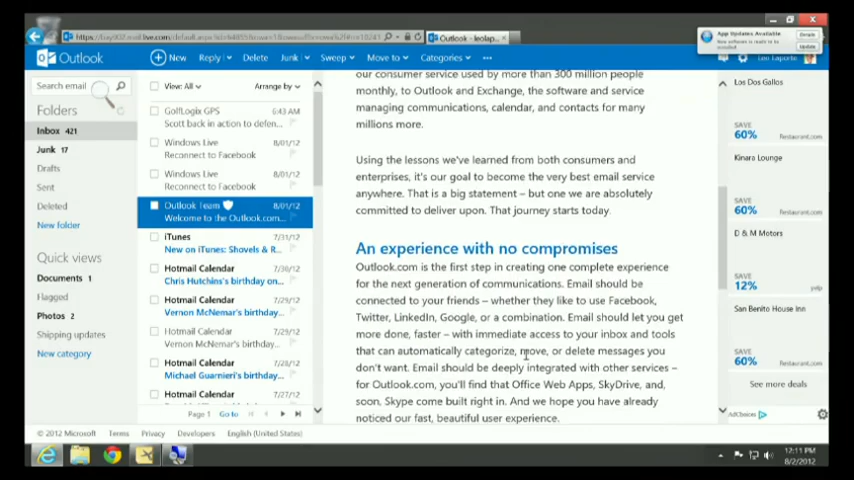 Outlook - leolap...
App Updates Available
Outlook
New Reply Delete Junk Sweep Move to Categories ...
Leo Laporte
Search email
View: All Arrange by
Folders
Inbox 421
Junk 17
Drafts
Sent
Deleted
New folder
Quick views
Documents 1
Flagged
Photos 2
Shipping updates
New category
GolfLogix GPS 6:43 AM
Scott back in action to defen...
Windows Live 8/01/12
Reconnect to Facebook
Windows Live 8/01/12
Reconnect to Facebook
Outlook Team 8/01/12
Welcome to the Outlook.com...
iTunes 7/31/12
New on iTunes: Shovels & R...
Hotmail Calendar 7/30/12
Chris Hutchins's birthday on...
Hotmail Calendar 7/29/12
Vernon McNemar's birthday...
Hotmail Calendar 7/29/12
Vernon McNemar's birthday...
Hotmail Calendar 7/28/12
Michael Guarnieri's birthday...
Hotmail Calendar 7/27/12
Page 1 Go to
our consumer service used by more than 300 million people
monthly, to Outlook and Exchange, the software and service
managing communications, calendar, and contacts for many
millions more.
Using the lessons we've learned from both consumers and
enterprises, it's our goal to become the very best email service
anywhere. That is a big statement – but one we are absolutely
committed to deliver upon. That journey starts today.
An experience with no compromises
Outlook.com is the first step in creating one complete experience
for the next generation of communications. Email should be
connected to your friends – whether they like to use Facebook,
Twitter, LinkedIn, Google, or a combination. Email should let you get
more done, faster – with immediate access to your inbox and tools
that can automatically categorize, move, or delete messages you
don't want. Email should be deeply integrated with other services –
for Outlook.com, you'll find that Office Web Apps, SkyDrive, and,
soon, Skype come built right in. And we hope you have already
noticed our fast, beautiful user experience.
Los Dos Gallos
SAVE
60% Restaurant.com
Kinara Lounge
SAVE
60% Restaurant.com
D & M Motors
SAVE
12% yelp
San Benito House Inn
SAVE
60% Restaurant.com
See more deals
AdChoices
© 2012 Microsoft Terms Privacy Developers English (United States)
12:11 PM
8/2/2012